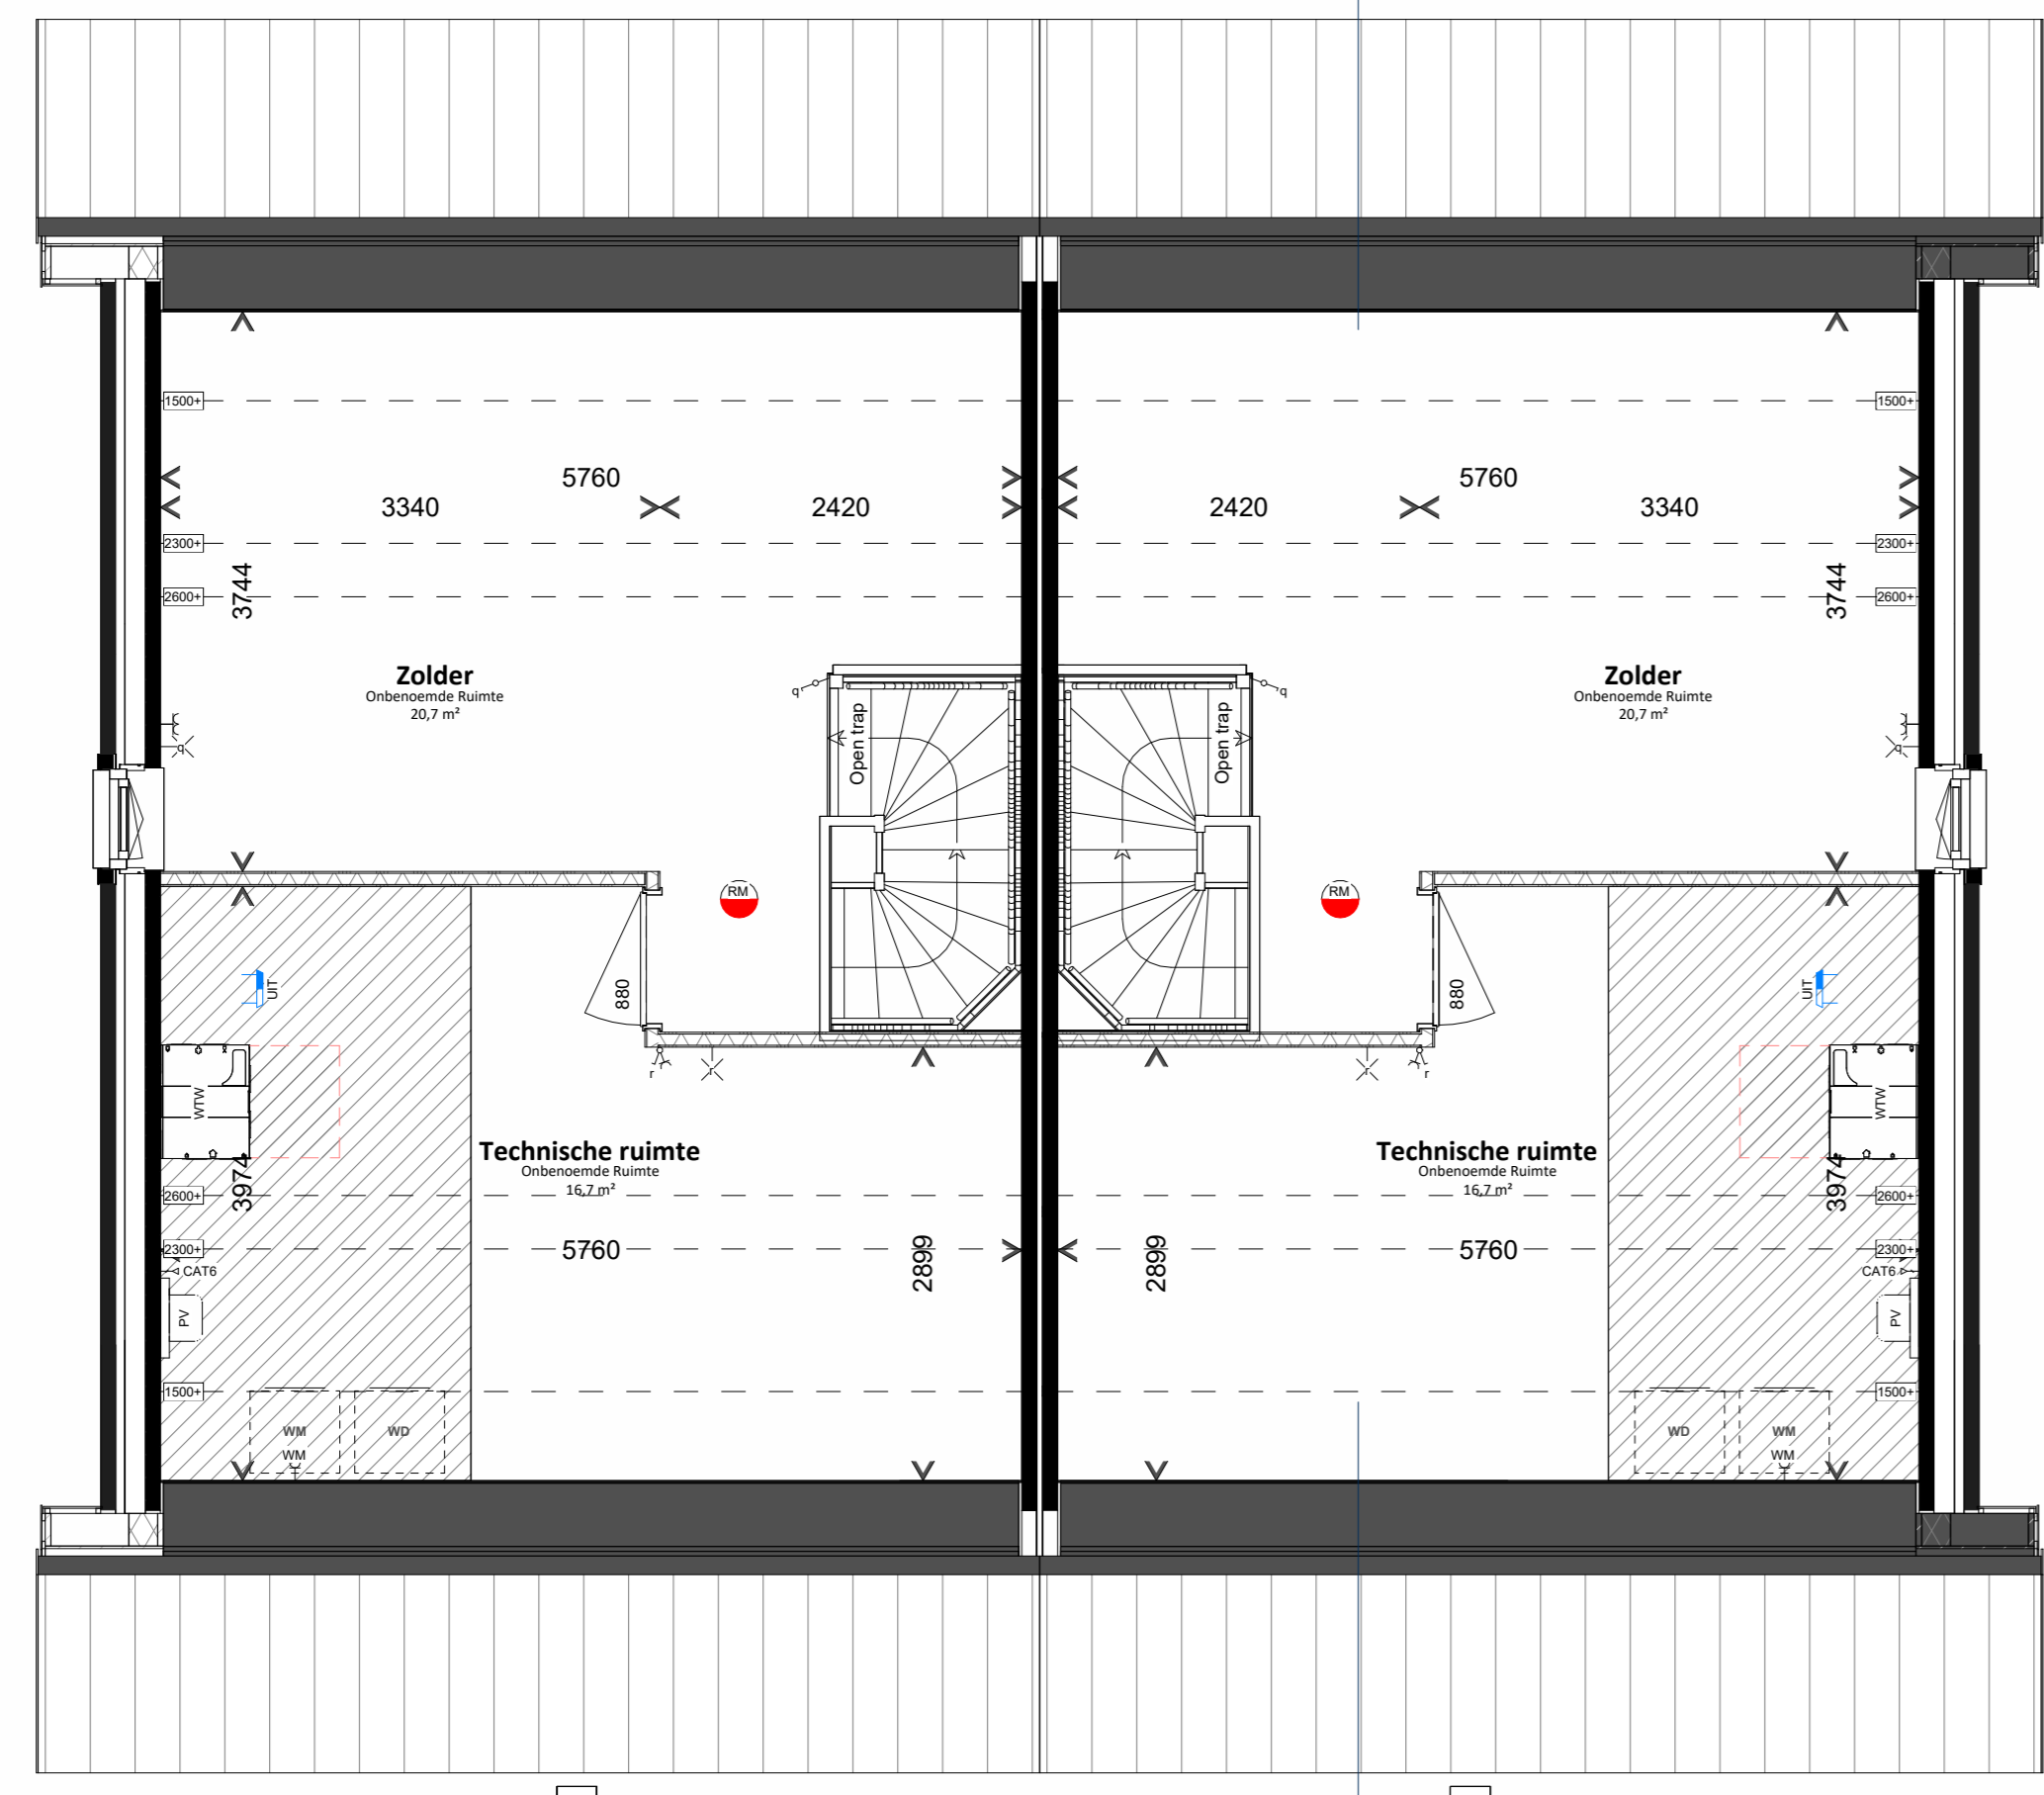 1500+
1500+
5760
5760
3340
2420
2420
3340
2300+
2300+
3744
3744
2600+
2600+
Zolder
Onbenoemde Ruimte
20,7 m²
Zolder
Onbenoemde Ruimte
20,7 m²
q
q
q
q
Open trap
Open trap
RM
RM
UIT
880
880
UIT
r
r
r
r
WTW
WTW
Technische ruimte
Onbenoemde Ruimte
16,7 m²
Technische ruimte
Onbenoemde Ruimte
16,7 m²
3974
3974
2600+
2600+
2300+
5760
2899
2899
5760
2300+
CAT6
CAT6
PV
PV
1500+
1500+
WM
WD
WD
WM
WM
WM